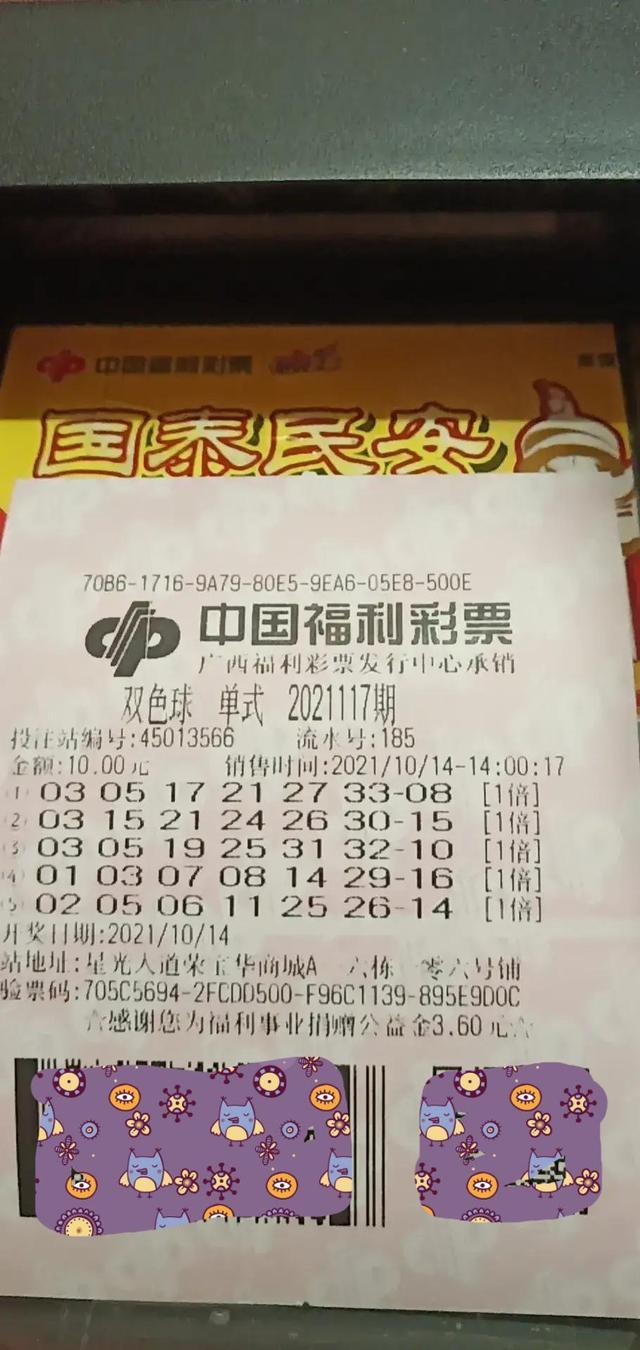 中国福利彩票
国泰民安
70B6-1716-9A79-80E5-9EA6-05E8-500E
中国福利彩票
广西福利彩票发行中心承销
双色球 单式 2021117期
投注站编号:45013566 流水号:185
金额:10.00元 销售时间:2021/10/14-14:00:17
1) 03 05 17 21 27 33-08 [1倍]
2) 03 15 21 24 26 30-15 [1倍]
3) 03 05 19 25 31 32-10 [1倍]
4) 01 03 07 08 14 29-16 [1倍]
5) 02 05 06 11 25 26-14 [1倍]
开奖日期:2021/10/14
站地址:星光大道荣宝华商城A 六栋 零六号铺
验票码:705C5694-2FCDD500-F96C1139-895E9D0C
☆感谢您为福利事业捐赠公益金3.60元☆